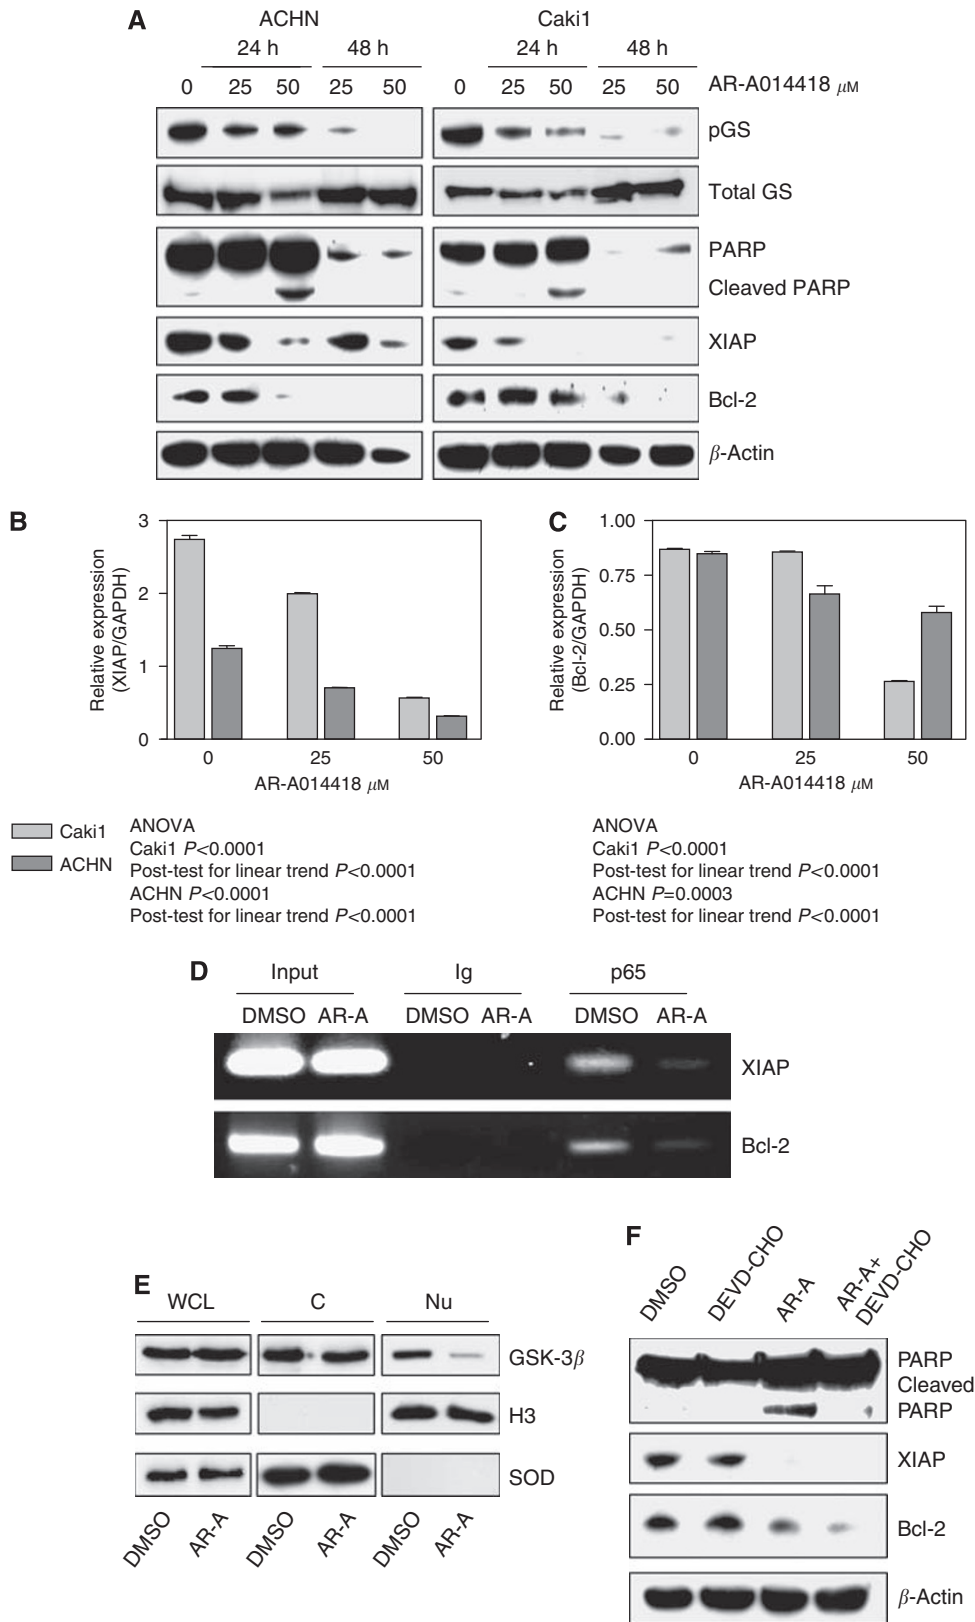 A
ACHN
Caki1
24 h
48 h
24 h
48 h
0 25 50 25 50 0 25 50 25 50 AR-A014418 μM
pGS
Total GS
PARP
Cleaved PARP
XIAP
Bcl-2
β-Actin
B
Relative expression
(XIAP/GAPDH)
3
2
1
0
0 25 50
AR-A014418 μM
C
Relative expression
(Bcl-2/GAPDH)
1.00
0.75
0.50
0.25
0.00
0 25 50
AR-A014418 μM
Caki1
ACHN
ANOVA
Caki1 P<0.0001
Post-test for linear trend P<0.0001
ACHN P<0.0001
Post-test for linear trend P<0.0001
ANOVA
Caki1 P<0.0001
Post-test for linear trend P<0.0001
ACHN P=0.0003
Post-test for linear trend P<0.0001
D
Input Ig p65
DMSO AR-A DMSO AR-A DMSO AR-A
XIAP
Bcl-2
E
WCL C Nu
GSK-3β
H3
SOD
DMSO AR-A DMSO AR-A DMSO AR-A
F
DMSO
DEVD-CHO
AR-A
AR-A+
DEVD-CHO
PARP
Cleaved
PARP
XIAP
Bcl-2
β-Actin